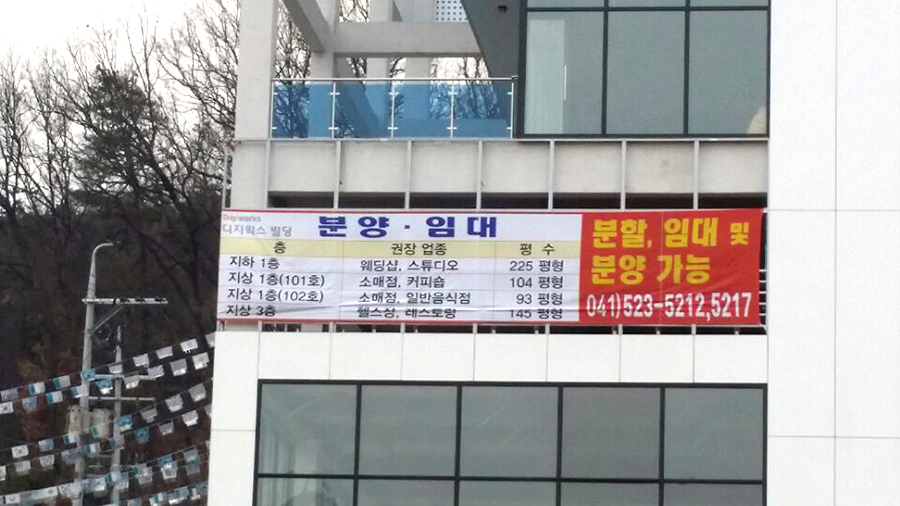 Digiworks
디지웍스 빌딩
분양·임대
층 권장 업종 평 수
지하 1층 웨딩샵, 스튜디오 225 평형
지상 1층(101호) 소매점, 커피숍 104 평형
지상 1층(102호) 소매점, 일반음식점 93 평형
지상 3층 헬스장, 레스토랑 145 평형
분할, 임대 및
분양 가능
041)523-5212,5217